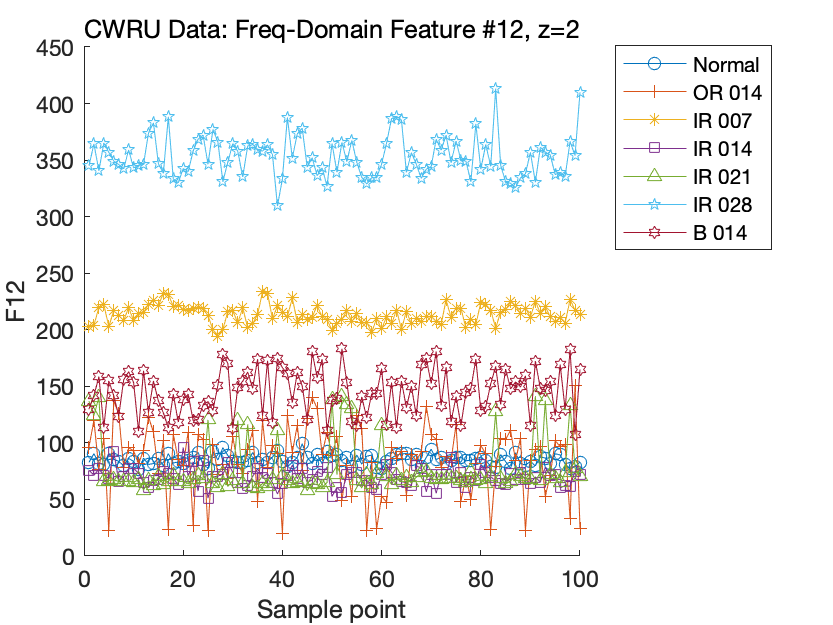 CWRU Data: Freq-Domain Feature #12, z=2
450
400
350
300
250
200
150
100
50
0
F12
0 20 40 60 80 100
Sample point
Normal
OR 014
IR 007
IR 014
IR 021
IR 028
B 014